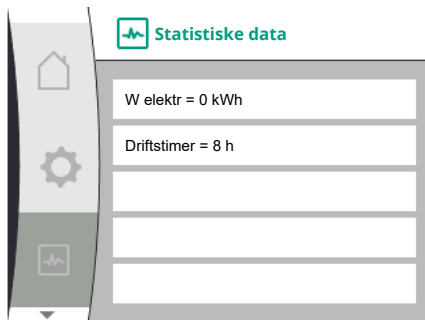 Statistiske data
W elektr = 0 kWh
Driftstimer = 8 h